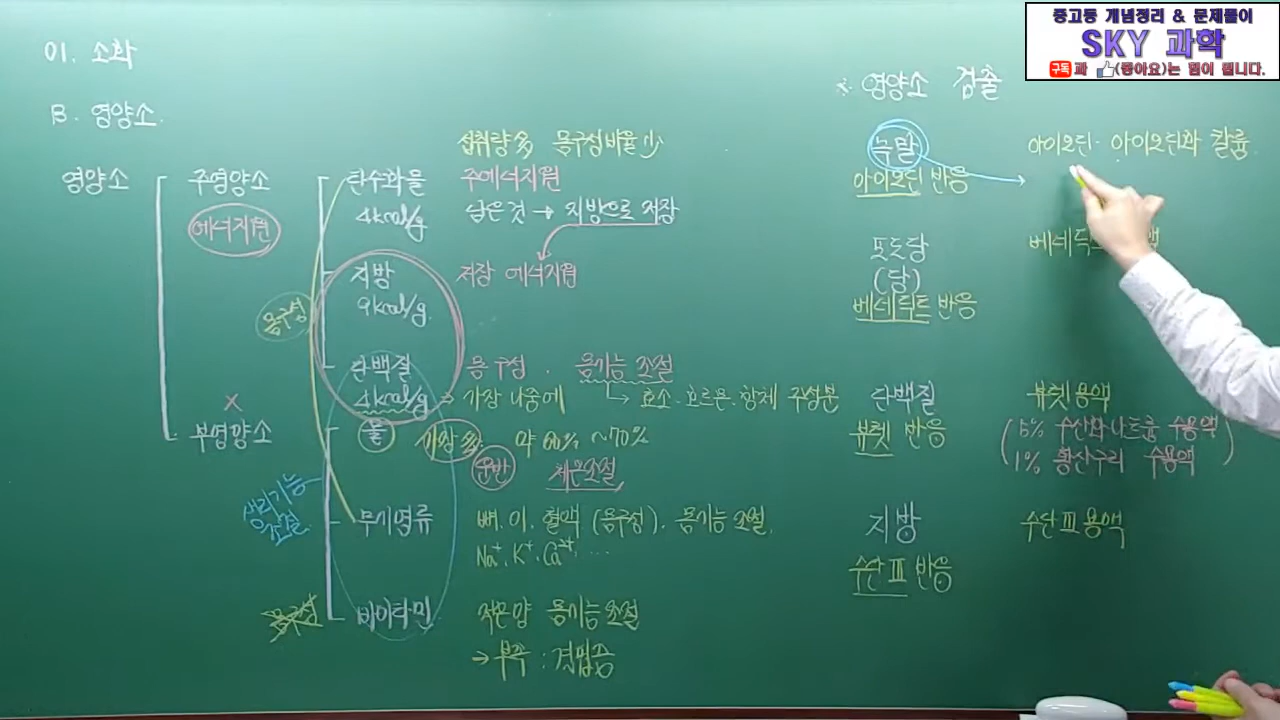 중고등 개념정리 & 문제풀이
SKY 과학
구독 과 (좋아요)는 힘이 됩니다.
01. 소화
B. 영양소
영양소
주영양소
에너지원
×
부영양소
탄수화물
섭취량多 몸구성비율少
주에너지원
4kcal/g
남은것 → 지방으로 저장
지방
저장 에너지원
9kcal/g
몸구성
단백질
몸구성 . 몸기능 조절
4kcal/g → 가장 나중에
→ 효소. 호르몬. 항체 구성분
물
가장 多 약 60% ~70%
운반 체온조절
생리기능
조절
무기염류
뼈. 이. 혈액 (몸구성). 몸기능 조절.
Na⁺. K⁺. Ca²⁺. ...
몸구성
바이타민
적은양 몸기능조절
→ 부족 : 결핍증
※ 영양소 검출
녹말
아이오딘- 아이오딘화 칼륨
아이오딘 반응
포도당
(당)
베네딕트 반응
단백질
뷰렛용액
뷰렛 반응
(5% 수산화나트륨 수용액
1% 황산구리 수용액)
지방
수단Ⅲ용액
수단Ⅲ 반응